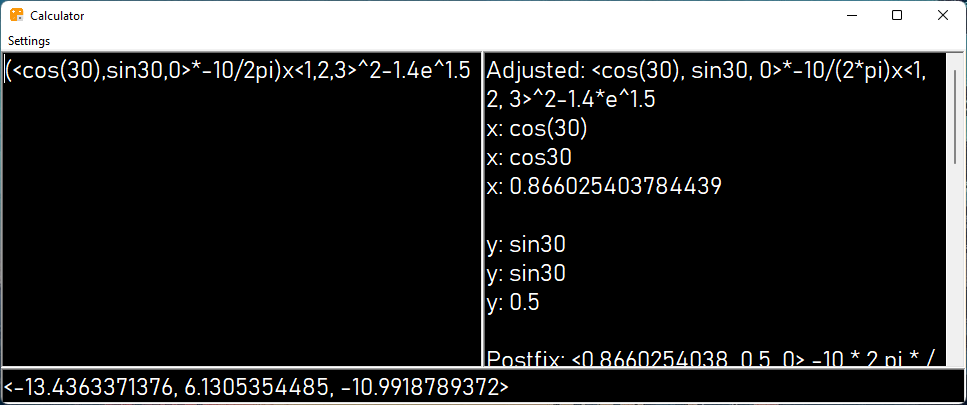 Calculator
Settings
(<cos(30),sin30,0>*-10/2pi)x<1,2,3>^2-1.4e^1.5
Adjusted: <cos(30), sin30, 0>*-10/(2*pi)x<1,
2, 3>^2-1.4*e^1.5
x: cos(30)
x: cos30
x: 0.866025403784439
y: sin30
y: sin30
y: 0.5
Postfix: <0.8660254038, 0.5, 0> -10 * 2 pi * /
<-13.4363371376, 6.1305354485, -10.9918789372>